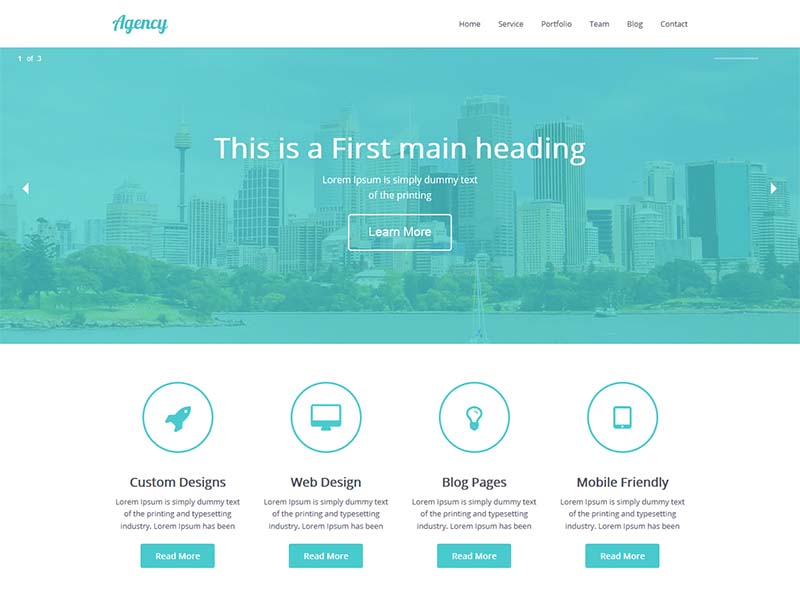 Agency
Home Service Portfolio Team Blog Contact
1 of 3
This is a First main heading
Lorem Ipsum is simply dummy text
of the printing
Learn More
Custom Designs
Lorem Ipsum is simply dummy text
of the printing and typesetting
industry. Lorem Ipsum has been
Read More
Web Design
Lorem Ipsum is simply dummy text
of the printing and typesetting
industry. Lorem Ipsum has been
Read More
Blog Pages
Lorem Ipsum is simply dummy text
of the printing and typesetting
industry. Lorem Ipsum has been
Read More
Mobile Friendly
Lorem Ipsum is simply dummy text
of the printing and typesetting
industry. Lorem Ipsum has been
Read More